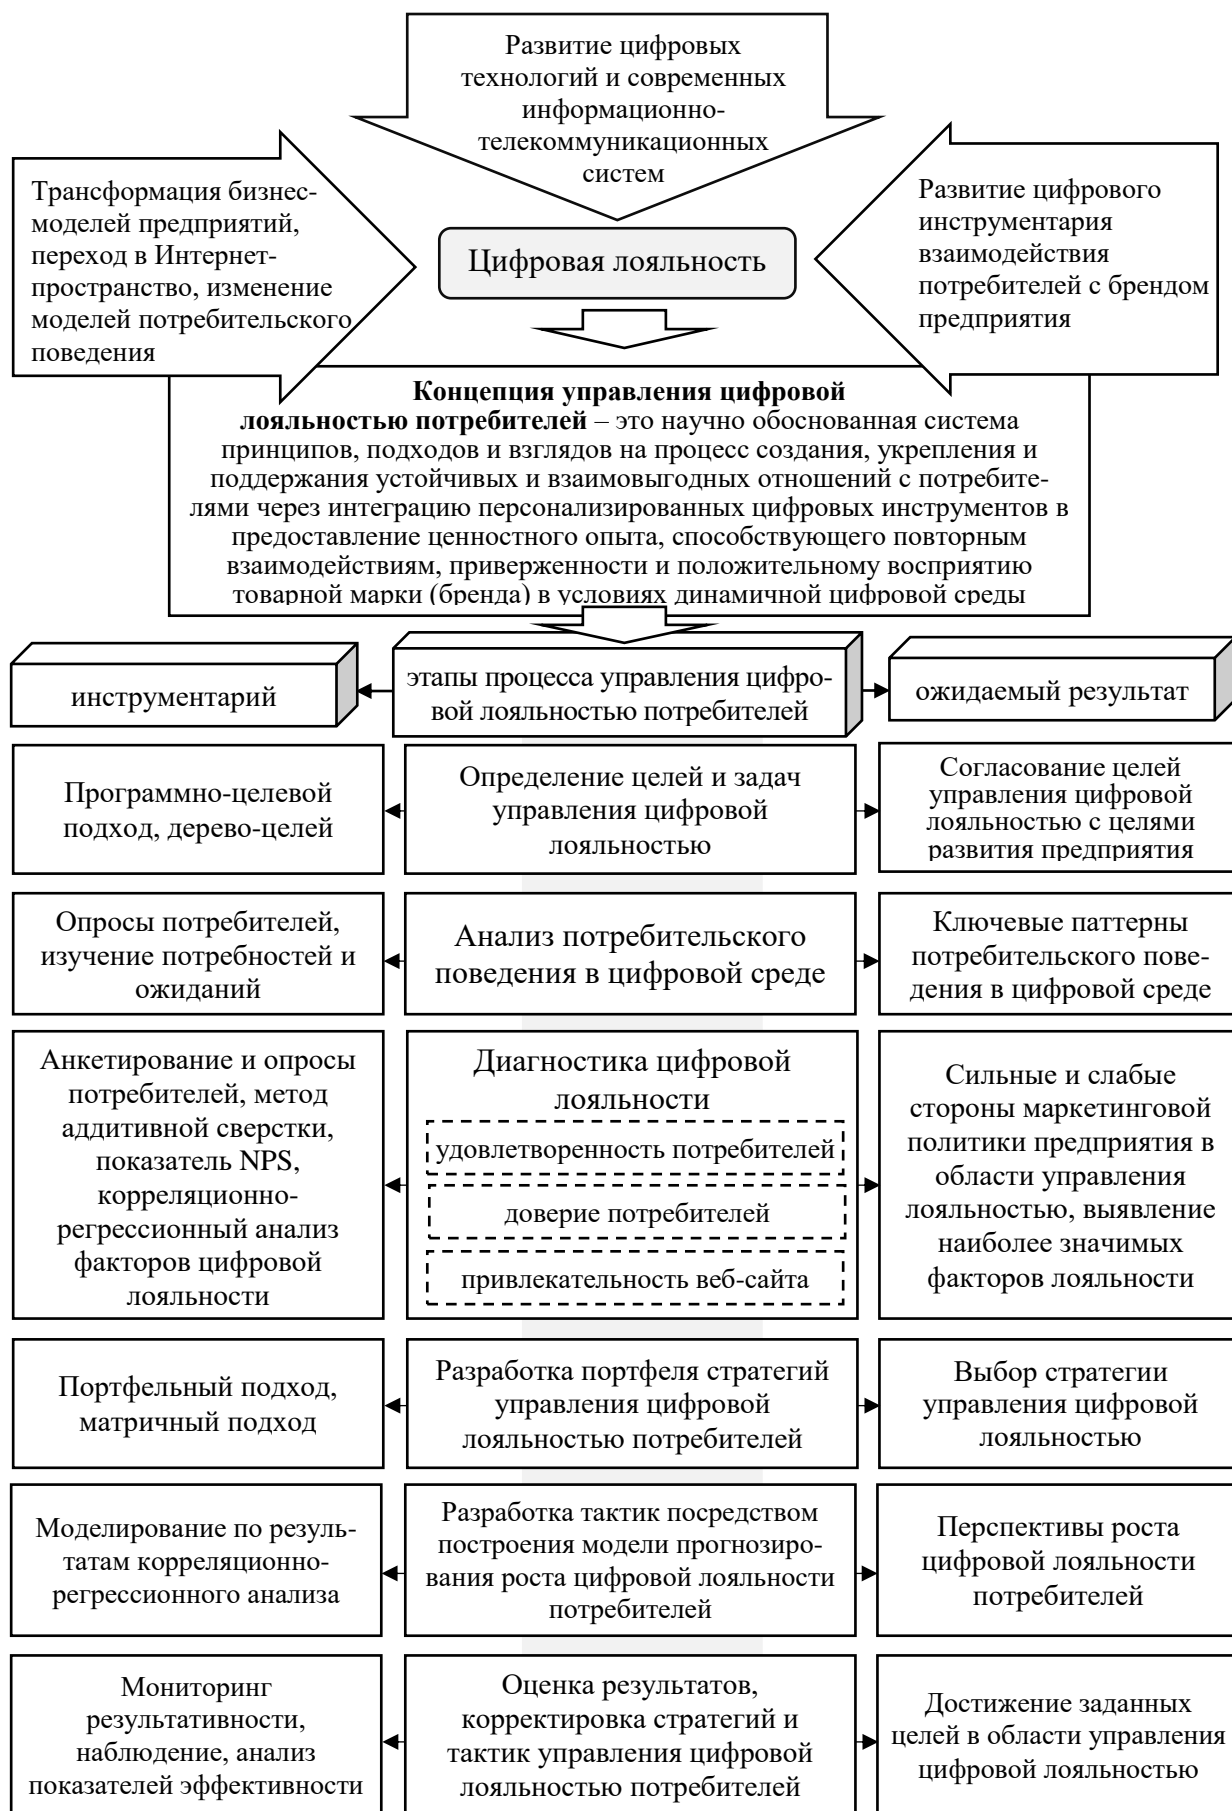 Развитие цифровых
технологий и современных
информационно-
телекоммуникационных
систем
Трансформация бизнес-
моделей предприятий,
переход в Интернет-
пространство, изменение
моделей потребительского
поведения
Цифровая лояльность
Развитие цифрового
инструментария
взаимодействия
потребителей с брендом
предприятия
Концепция управления цифровой
лояльностью потребителей – это научно обоснованная система
принципов, подходов и взглядов на процесс создания, укрепления и
поддержания устойчивых и взаимовыгодных отношений с потребите-
лями через интеграцию персонализированных цифровых инструментов в
предоставление ценностного опыта, способствующего повторным
взаимодействиям, приверженности и положительному восприятию
товарной марки (бренда) в условиях динамичной цифровой среды
инструментарий
этапы процесса управления цифро-
вой лояльностью потребителей
ожидаемый результат
Программно-целевой
подход, дерево-целей
Определение целей и задач
управления цифровой
лояльностью
Согласование целей
управления цифровой
лояльностью с целями
развития предприятия
Опросы потребителей,
изучение потребностей и
ожиданий
Анализ потребительского
поведения в цифровой среде
Ключевые паттерны
потребительского пове-
дения в цифровой среде
Анкетирование и опросы
потребителей, метод
аддитивной сверстки,
показатель NPS,
корреляционно-
регрессионный анализ
факторов цифровой
лояльности
Диагностика цифровой
лояльности
удовлетворенность потребителей
доверие потребителей
привлекательность веб-сайта
Сильные и слабые
стороны маркетинговой
политики предприятия в
области управления
лояльностью, выявление
наиболее значимых
факторов лояльности
Портфельный подход,
матричный подход
Разработка портфеля стратегий
управления цифровой
лояльностью потребителей
Выбор стратегии
управления цифровой
лояльностью
Моделирование по резуль-
татам корреляционно-
регрессионного анализа
Разработка тактик посредством
построения модели прогнозиро-
вания роста цифровой лояльности
потребителей
Перспективы роста
цифровой лояльности
потребителей
Мониторинг
результативности,
наблюдение, анализ
показателей эффективности
Оценка результатов,
корректировка стратегий и
тактик управления цифровой
лояльностью потребителей
Достижение заданных
целей в области управления
цифровой лояльностью